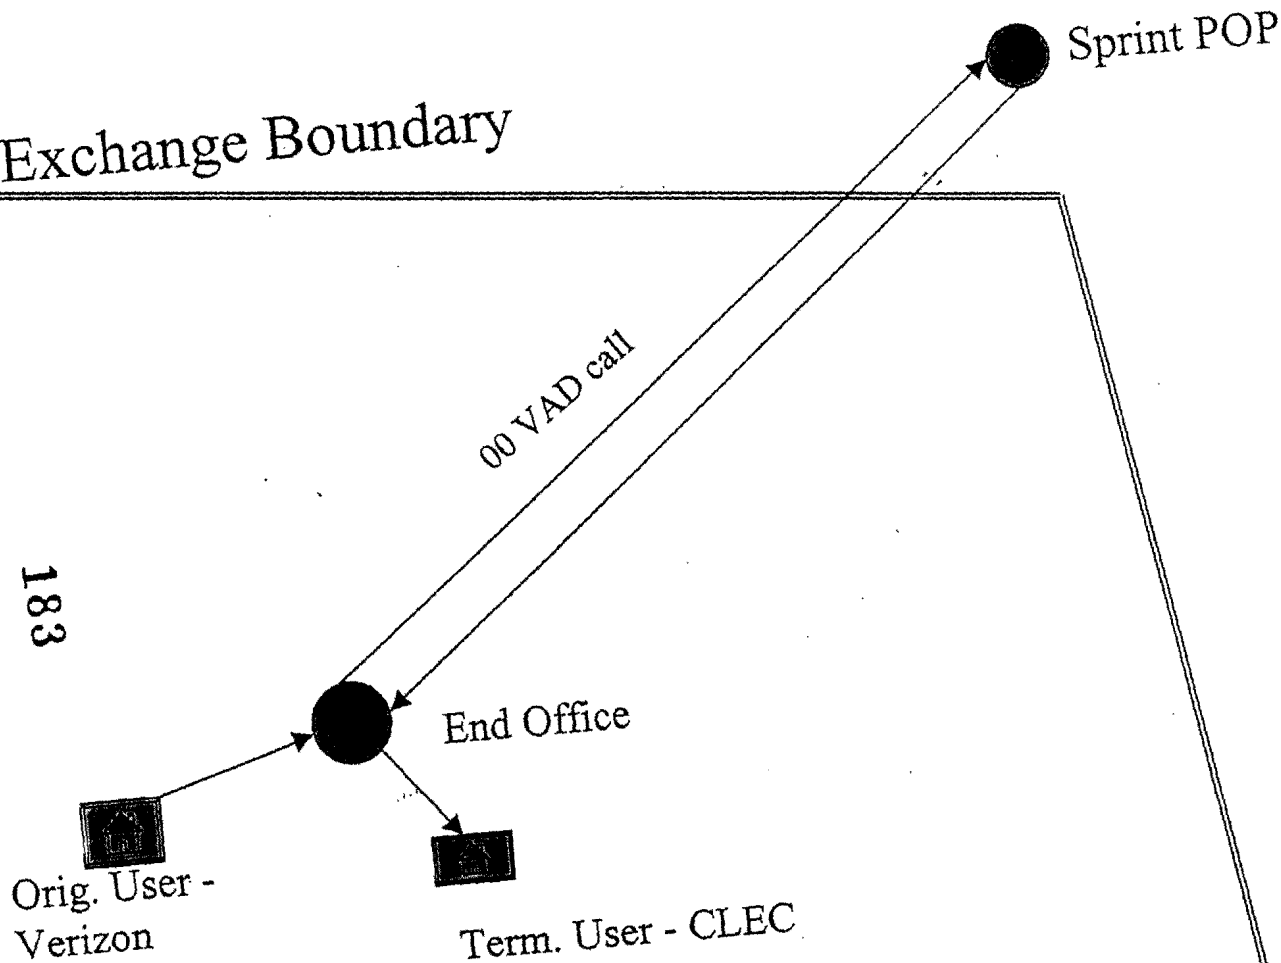 Sprint POP
Exchange Boundary
00 VAD call
183
End Office
Orig. User -
Verizon
Term. User - CLEC